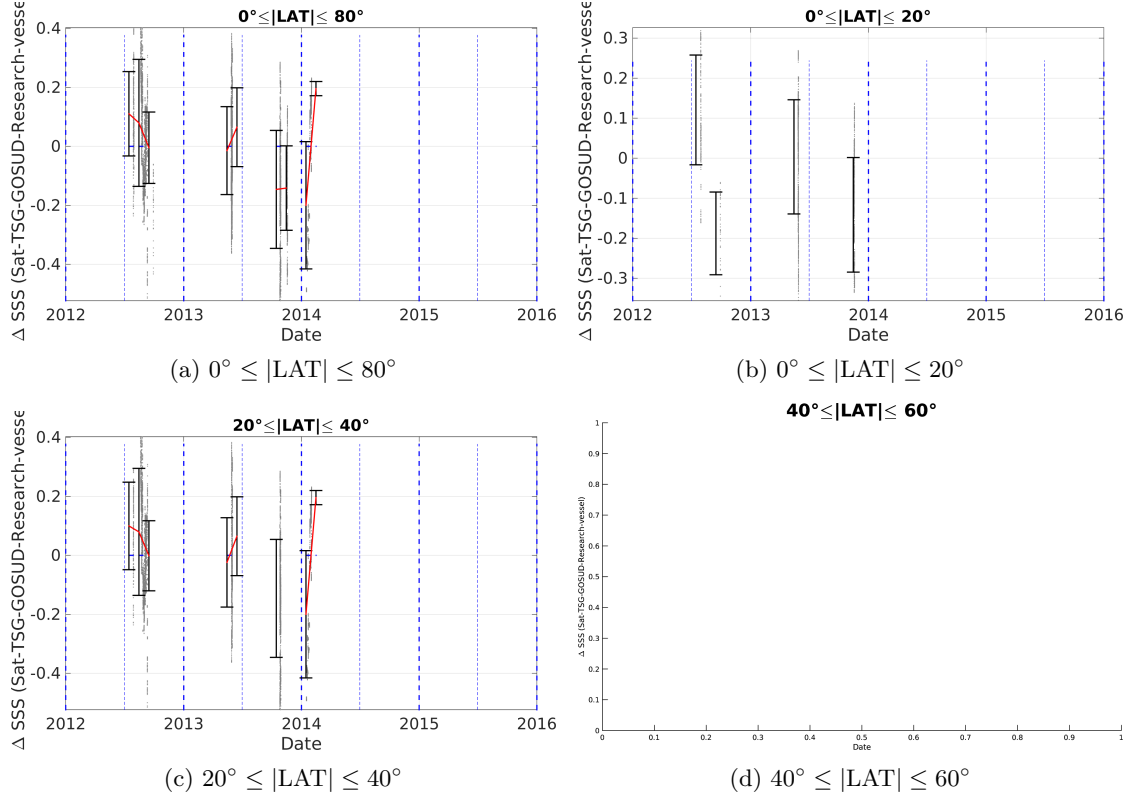 0°≤|LAT|≤ 80°
Δ SSS (Sat-TSG-GOSUD-Research-vesse
0.4
0.2
0
-0.2
-0.4
2012 2013 2014 2015 2016
Date
(a) 0° ≤ |LAT| ≤ 80°
0°≤|LAT|≤ 20°
Δ SSS (Sat-TSG-GOSUD-Research-vesse
0.3
0.2
0.1
0
-0.1
-0.2
-0.3
2012 2013 2014 2015 2016
Date
(b) 0° ≤ |LAT| ≤ 20°
20°≤|LAT|≤ 40°
Δ SSS (Sat-TSG-GOSUD-Research-vesse
0.4
0.2
0
-0.2
-0.4
2012 2013 2014 2015 2016
Date
(c) 20° ≤ |LAT| ≤ 40°
40°≤|LAT|≤ 60°
Δ SSS (Sat-TSG-GOSUD-Research-vessel)
1
0.9
0.8
0.7
0.6
0.5
0.4
0.3
0.2
0.1
0
0 0.1 0.2 0.3 0.4 0.5 0.6 0.7 0.8 0.9 1
Date
(d) 40° ≤ |LAT| ≤ 60°